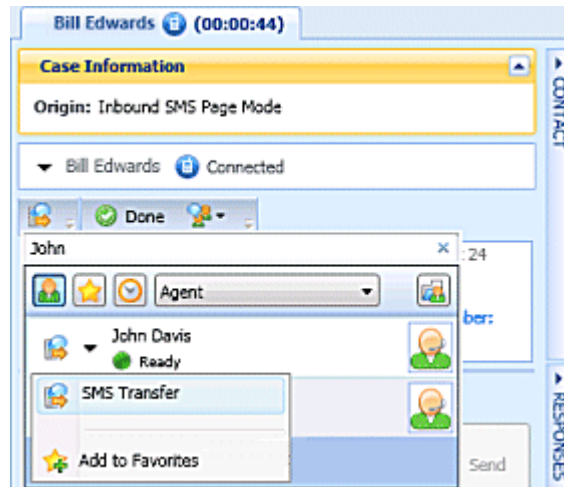 Bill Edwards (00:00:44)
Case Information
Origin: Inbound SMS Page Mode
Bill Edwards Connected
Done
John
: 24
Agent
ber:
John Davis
Ready
SMS Transfer
Add to Favorites
Send
CONTACT
RESPONSES